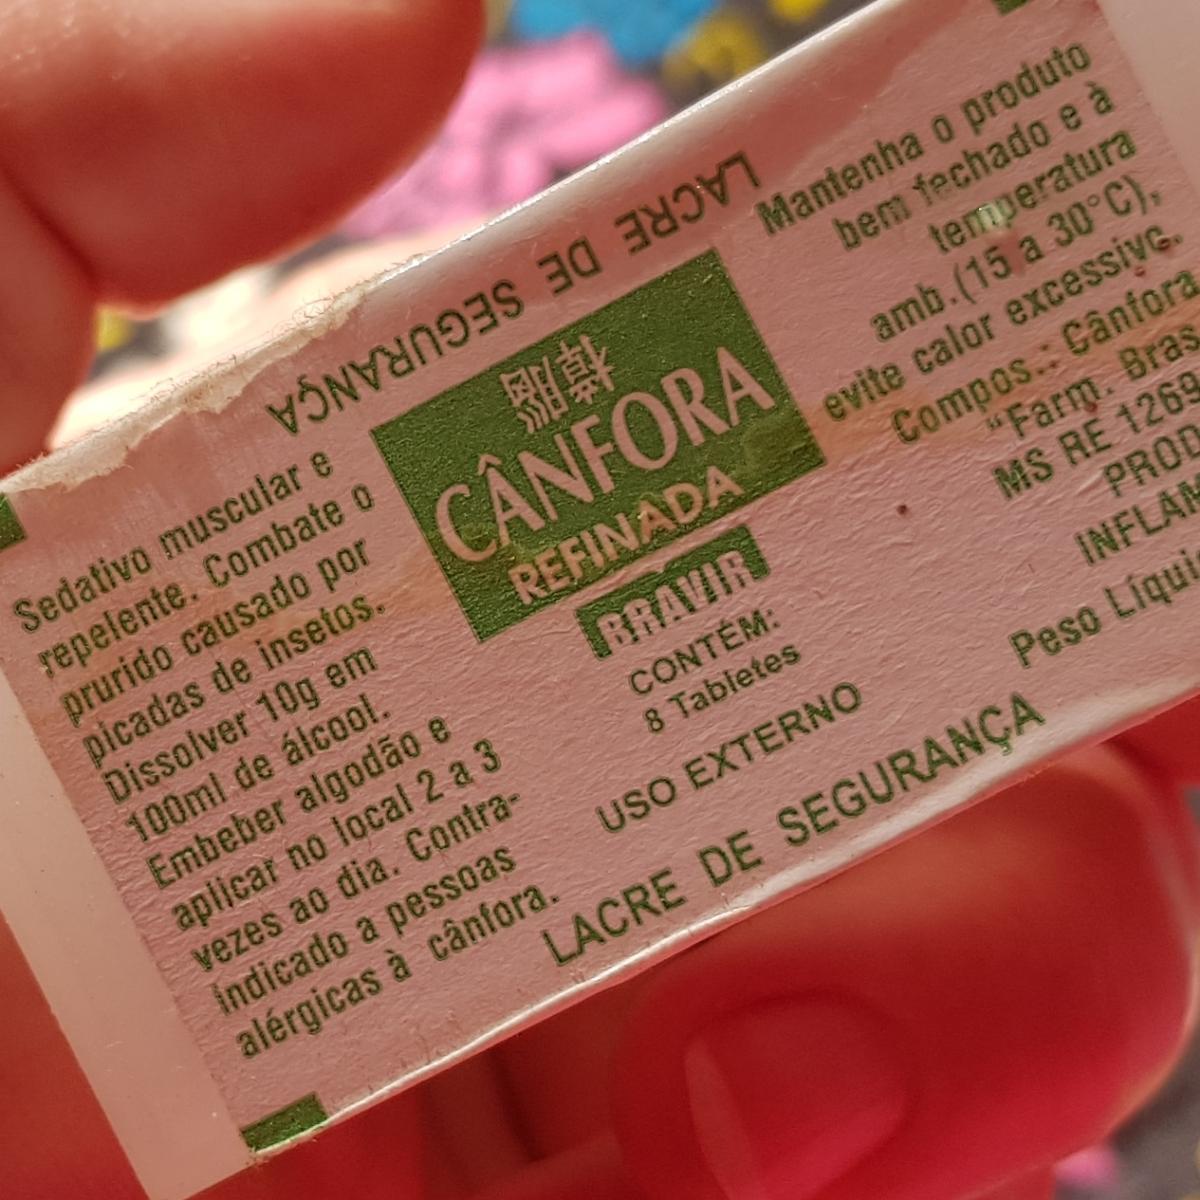 LACRE DE SEGURANÇA
Sedativo muscular e
repelente. Combate o
prurido causado por
picadas de insetos.
Dissolver 10g em
100ml de álcool.
Embeber algodão e
aplicar no local 2 a 3
vezes ao dia. Contra-
indicado a pessoas
alérgicas à cânfora.
樟腦
CÂNFORA
REFINADA
BRAVIR
CONTÉM:
8 Tabletes
USO EXTERNO
LACRE DE SEGURANÇA
Mantenha o produto
bem fechado e à
temperatura
amb.(15 a 30°C),
evite calor excessivo.
Compos.: Cânfora
"Farm. Bras
MS RE 1269
PROD
INFLAM
Peso Líqui